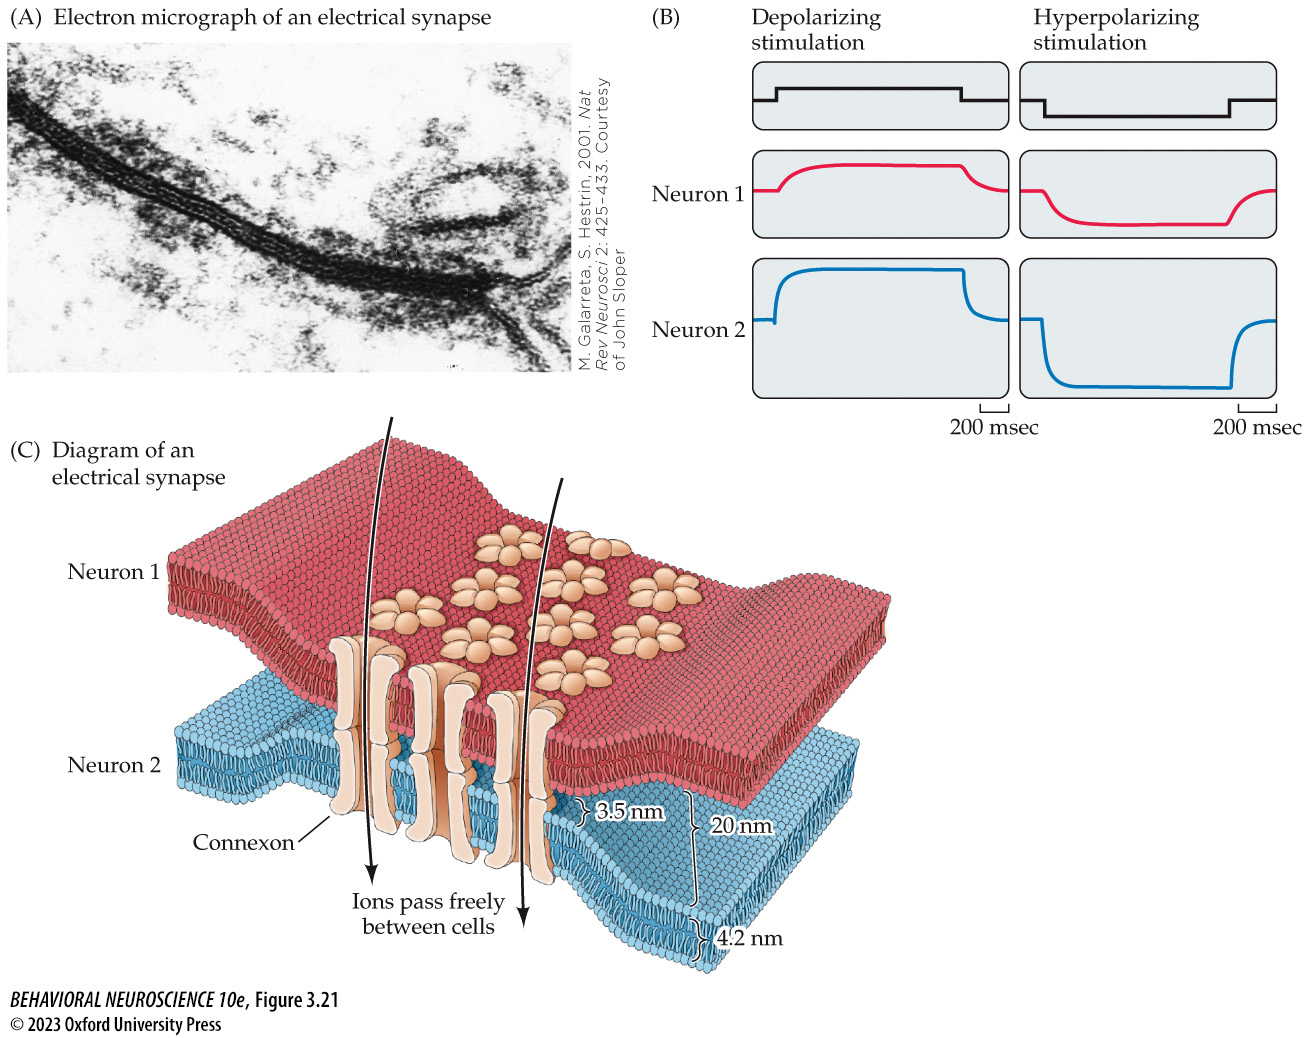 (A) Electron micrograph of an electrical synapse
M. Galarreta, S. Hestrin, 2001. Nat
Rev Neurosci 2: 425–433. Courtesy
of John Sloper
(B)
Depolarizing
stimulation
Hyperpolarizing
stimulation
Neuron 1
Neuron 2
200 msec
200 msec
(C) Diagram of an
electrical synapse
Neuron 1
Neuron 2
Connexon
3.5 nm
20 nm
4.2 nm
Ions pass freely
between cells
BEHAVIORAL NEUROSCIENCE 10e, Figure 3.21
© 2023 Oxford University Press